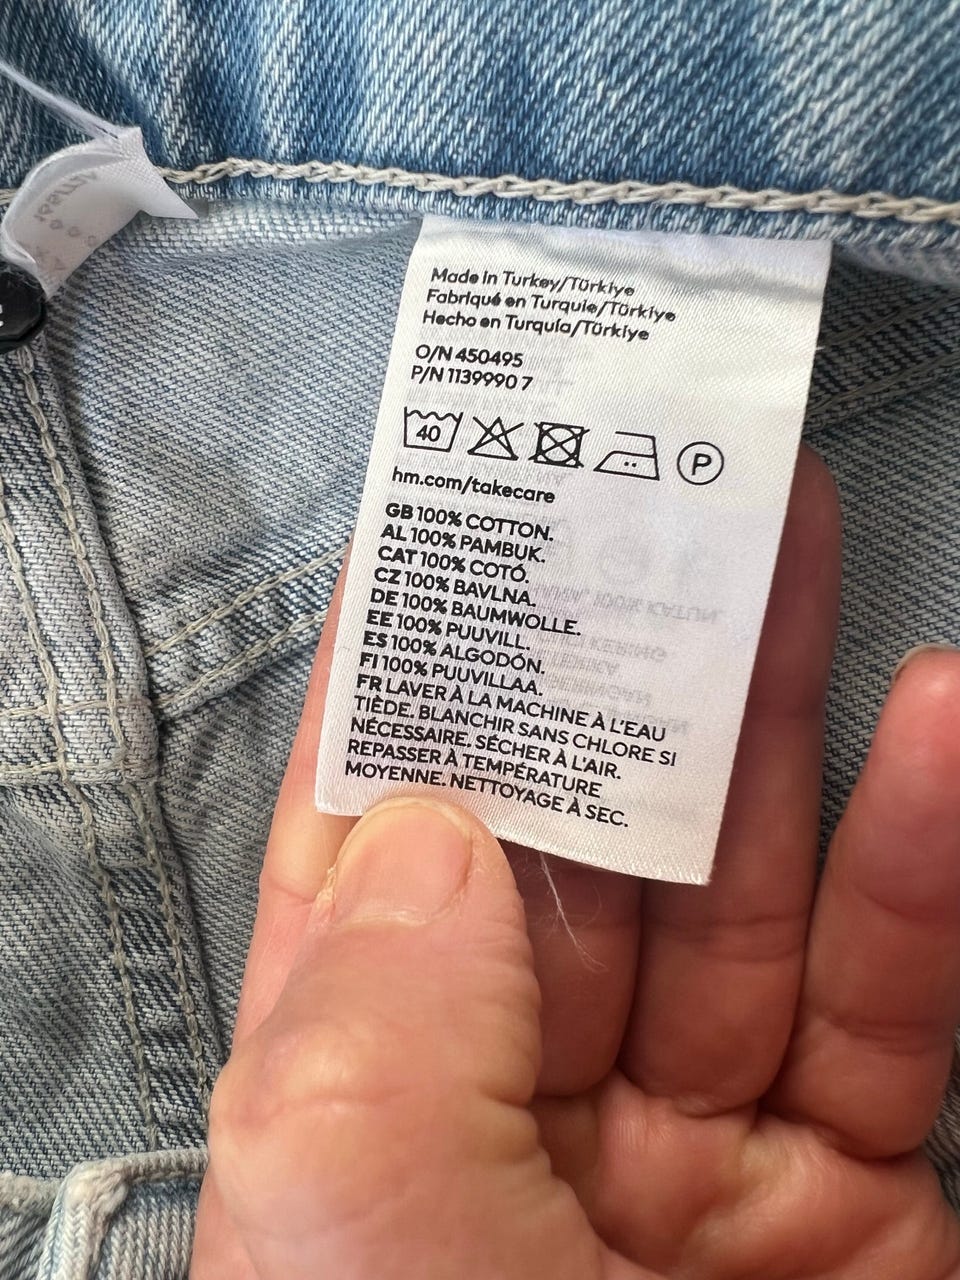 Made in Turkey/Türkiye
Fabriqué en Turquie/Türkiye
Hecho en Turquía/Türkiye
O/N 450495
P/N 1139990 7
40
P
hm.com/takecare
GB 100% COTTON.
AL 100% PAMBUK.
CAT 100% COTÓ.
CZ 100% BAVLNA.
DE 100% BAUMWOLLE.
EE 100% PUUVILL.
ES 100% ALGODÓN.
FI 100% PUUVILLAA.
FR LAVER À LA MACHINE À L'EAU
TIÈDE. BLANCHIR SANS CHLORE SI
NÉCESSAIRE. SÉCHER À L'AIR.
REPASSER À TEMPÉRATURE
MOYENNE. NETTOYAGE À SEC.